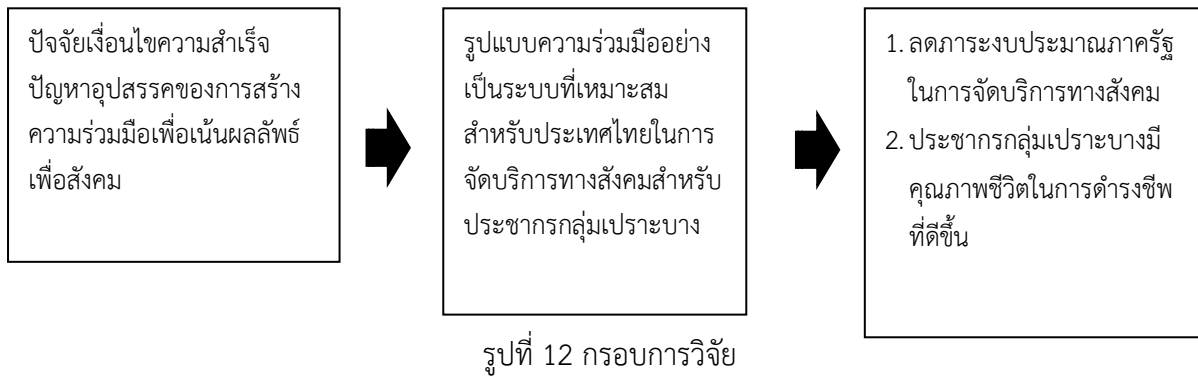 ปัจจัยเงื่อนไขความสำเร็จ
ปัญหาอุปสรรคของการสร้าง
ความร่วมมือเพื่อเน้นผลลัพธ์
เพื่อสังคม
รูปแบบความร่วมมืออย่าง
เป็นระบบที่เหมาะสม
สำหรับประเทศไทยในการ
จัดบริการทางสังคมสำหรับ
ประชากรกลุ่มเปราะบาง
1. ลดภาระงบประมาณภาครัฐ
ในการจัดบริการทางสังคม
2. ประชากรกลุ่มเปราะบางมี
คุณภาพชีวิตในการดำรงชีพ
ที่ดีขึ้น
รูปที่ 12 กรอบการวิจัย